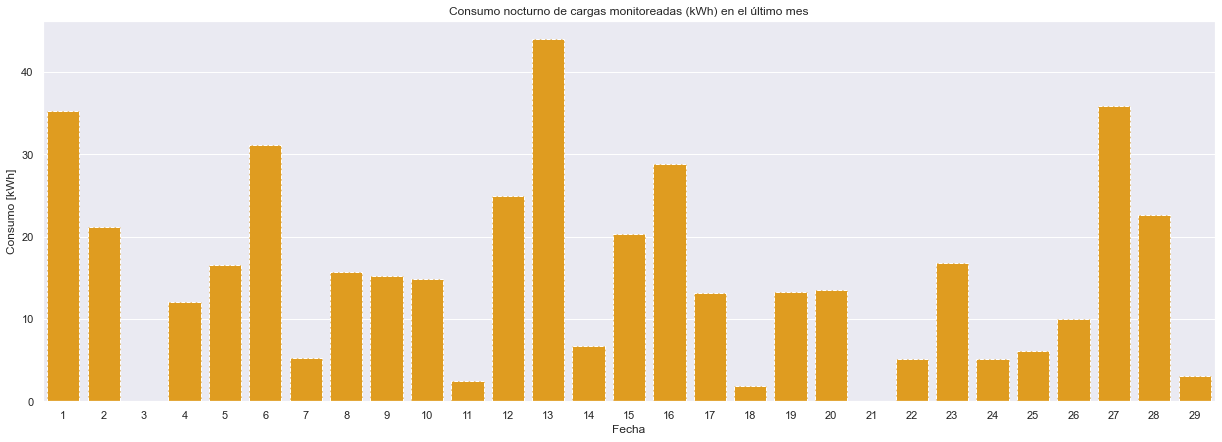 Consumo nocturno de cargas monitoreadas (kWh) en el último mes
Consumo [kWh]
40
30
20
10
0
1 2 3 4 5 6 7 8 9 10 11 12 13 14 15 16 17 18 19 20 21 22 23 24 25 26 27 28 29
Fecha